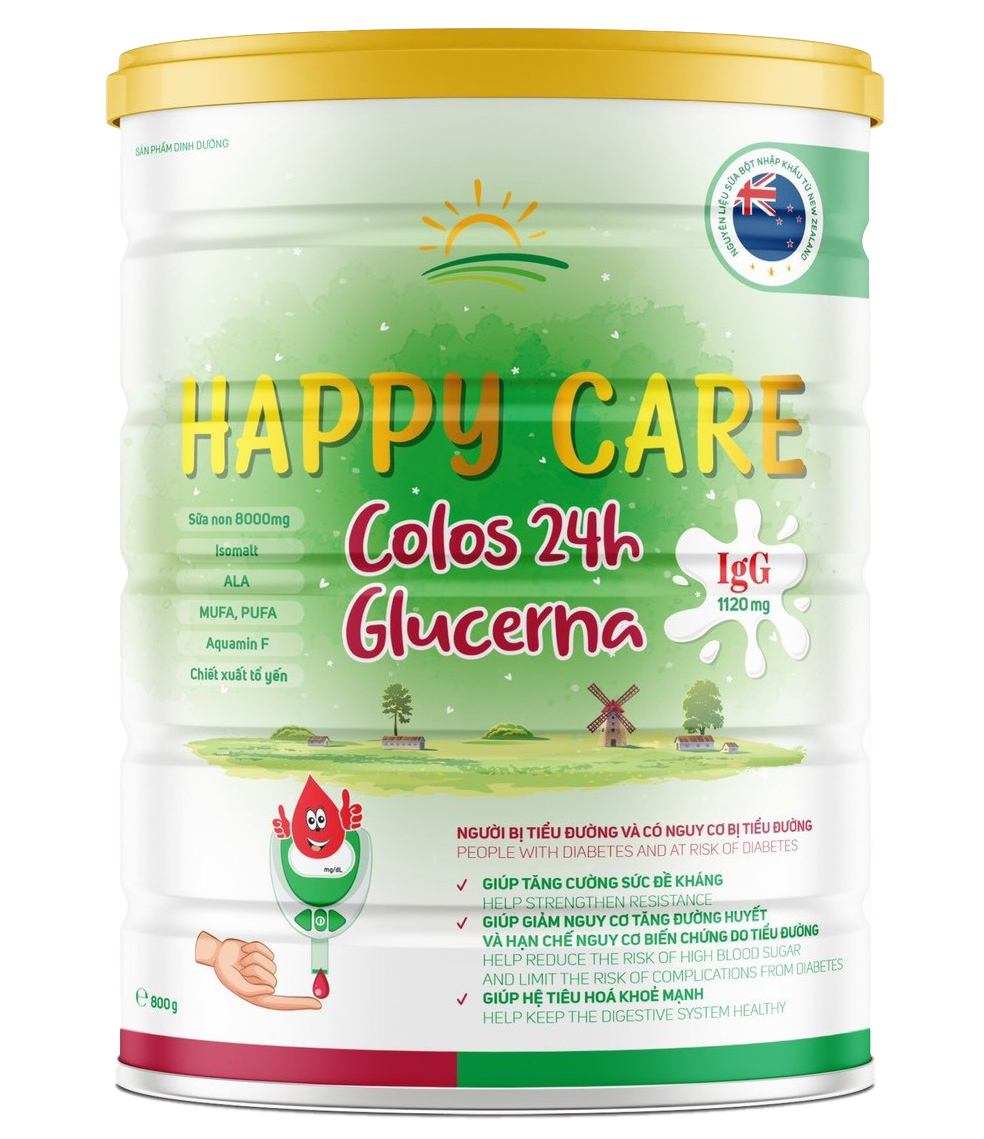 SẢN PHẨM DINH DƯỠNG
NGUYÊN LIỆU SỮA BỘT NHẬP KHẨU TỪ NEW ZEALAND
HAPPY CARE
Colos 24h
Glucerna
Sữa non 8000mg
Isomalt
ALA
MUFA, PUFA
Aquamin F
Chiết xuất tổ yến
IgG
1120 mg
mg/dL
NGƯỜI BỊ TIỂU ĐƯỜNG VÀ CÓ NGUY CƠ BỊ TIỂU ĐƯỜNG
PEOPLE WITH DIABETES AND AT RISK OF DIABETES
GIÚP TĂNG CƯỜNG SỨC ĐỀ KHÁNG
HELP STRENGTHEN RESISTANCE
GIÚP GIẢM NGUY CƠ TĂNG ĐƯỜNG HUYẾT
VÀ HẠN CHẾ NGUY CƠ BIẾN CHỨNG DO TIỂU ĐƯỜNG
HELP REDUCE THE RISK OF HIGH BLOOD SUGAR
AND LIMIT THE RISK OF COMPLICATIONS FROM DIABETES
GIÚP HỆ TIÊU HOÁ KHOẺ MẠNH
HELP KEEP THE DIGESTIVE SYSTEM HEALTHY
℮ 800g